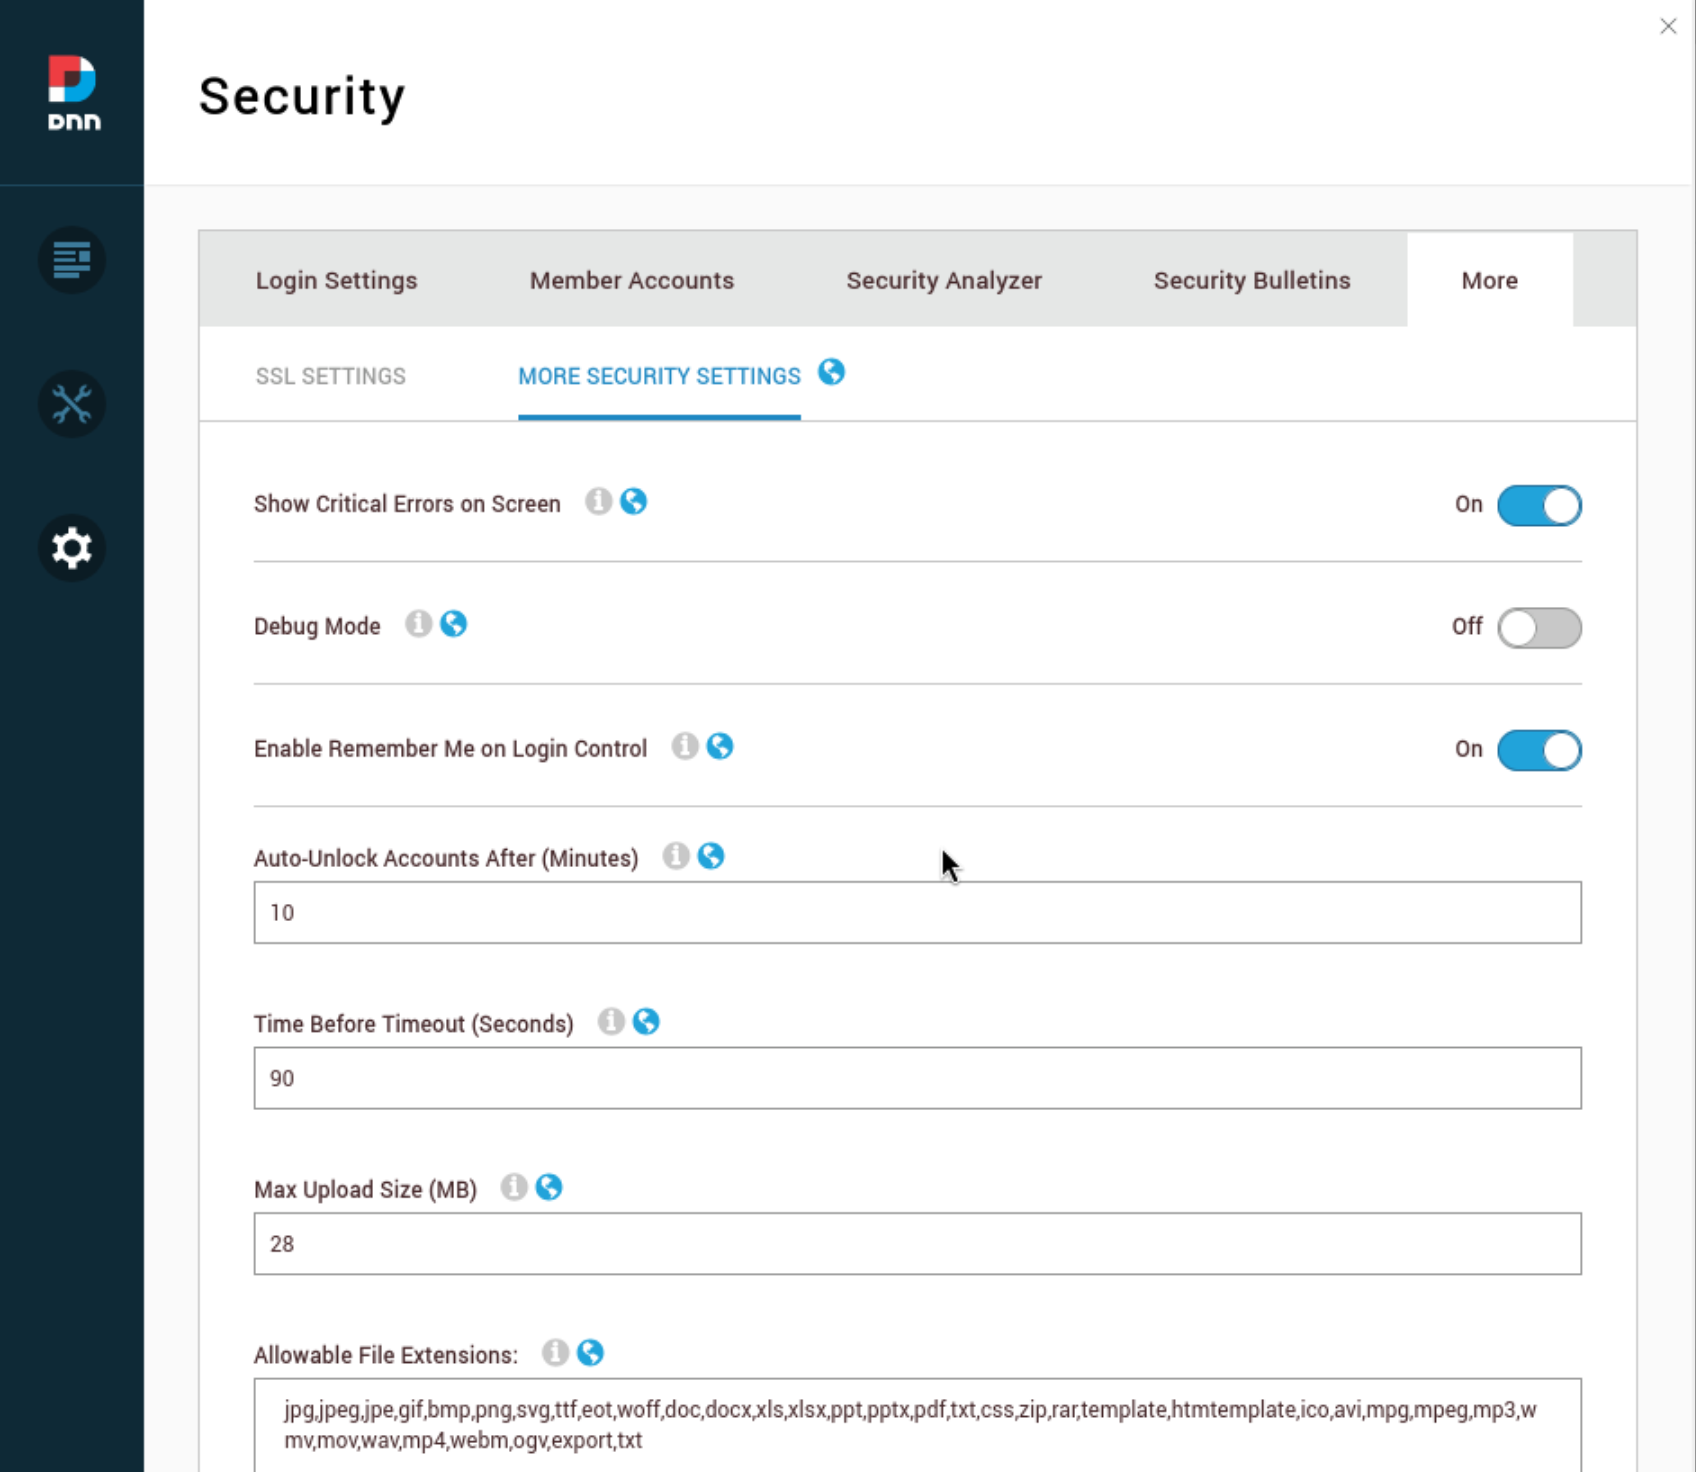 DNN
Security
Login Settings
Member Accounts
Security Analyzer
Security Bulletins
More
SSL SETTINGS
MORE SECURITY SETTINGS
Show Critical Errors on Screen
On
Debug Mode
Off
Enable Remember Me on Login Control
On
Auto-Unlock Accounts After (Minutes)
10
Time Before Timeout (Seconds)
90
Max Upload Size (MB)
28
Allowable File Extensions:
jpg,jpeg,jpe,gif,bmp,png,svg,ttf,eot,woff,doc,docx,xls,xlsx,ppt,pptx,pdf,txt,css,zip,rar,template,htmtemplate,ico,avi,mpg,mpeg,mp3,w
mv,mov,wav,mp4,webm,ogv,export,txt